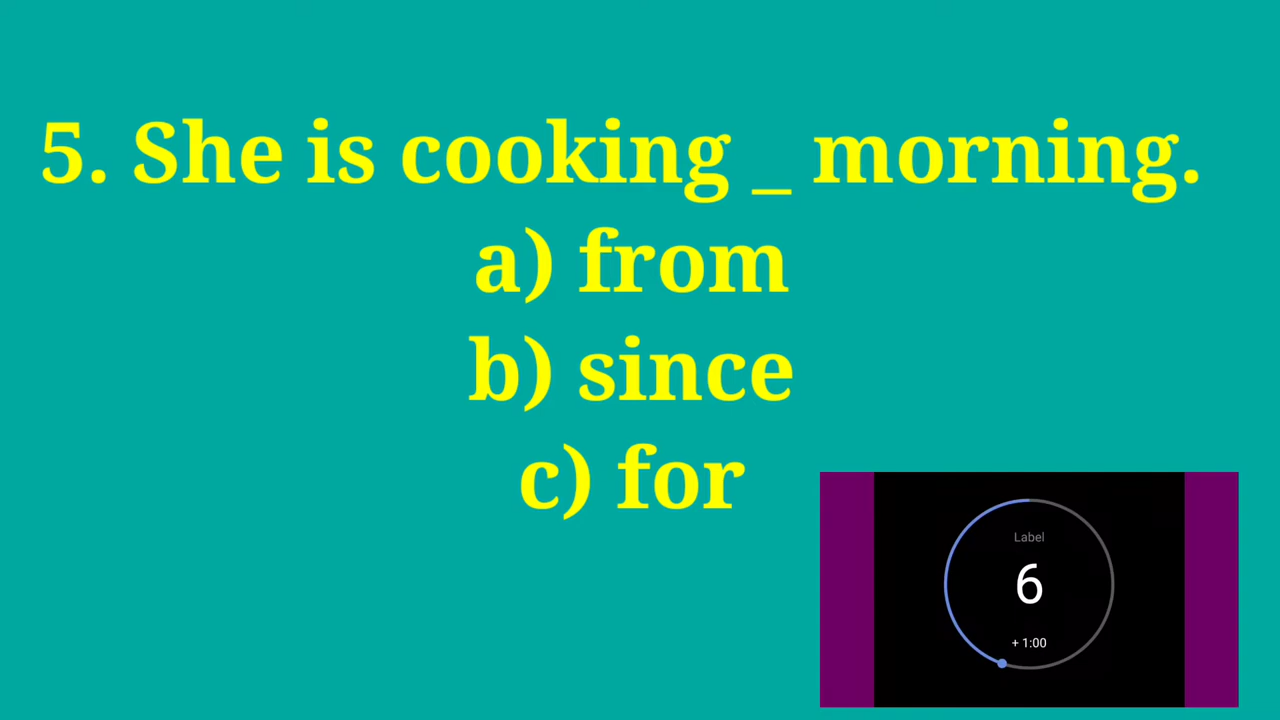 5. She is cooking _ morning.
a) from
b) since
c) for
Label
6
+ 1:00